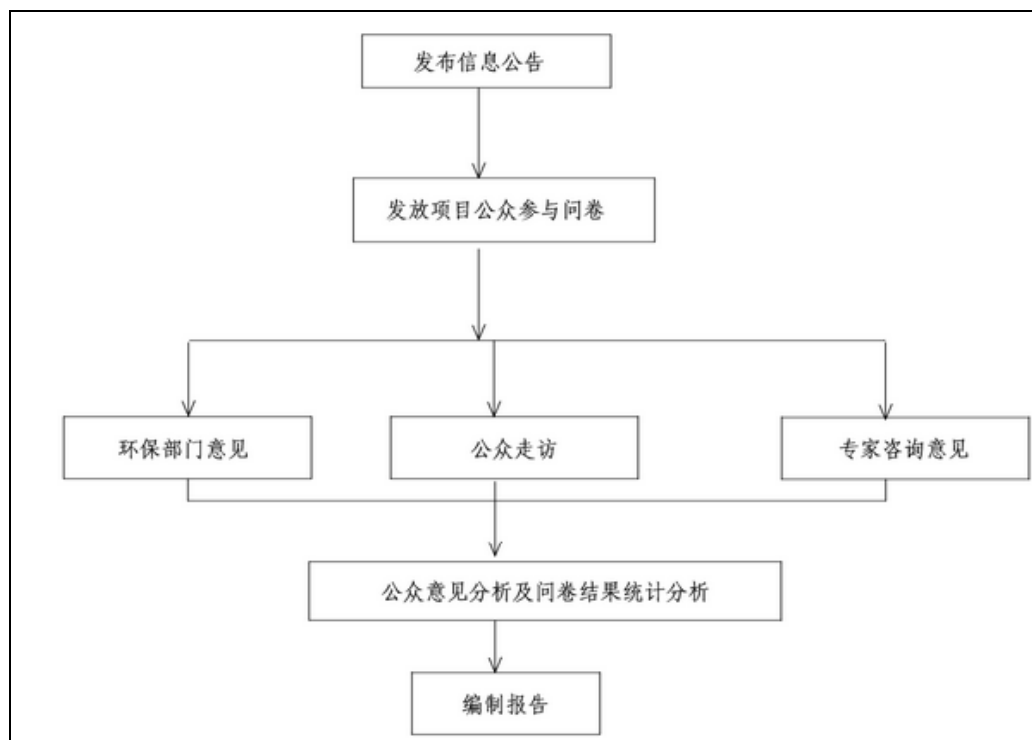 发布信息公告
发放项目公众参与问卷
环保部门意见
公众走访
专家咨询意见
公众意见分析及问卷结果统计分析
编制报告